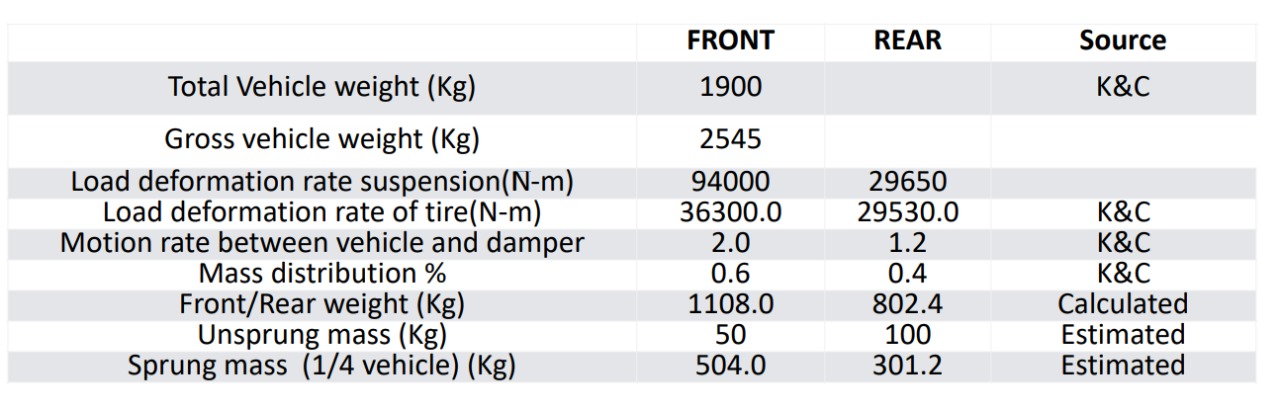 FRONT REAR Source
Total Vehicle weight (Kg) 1900 K&C
Gross vehicle weight (Kg) 2545
Load deformation rate suspension(N-m) 94000 29650
Load deformation rate of tire(N-m) 36300.0 29530.0 K&C
Motion rate between vehicle and damper 2.0 1.2 K&C
Mass distribution % 0.6 0.4 K&C
Front/Rear weight (Kg) 1108.0 802.4 Calculated
Unsprung mass (Kg) 50 100 Estimated
Sprung mass (1/4 vehicle) (Kg) 504.0 301.2 Estimated